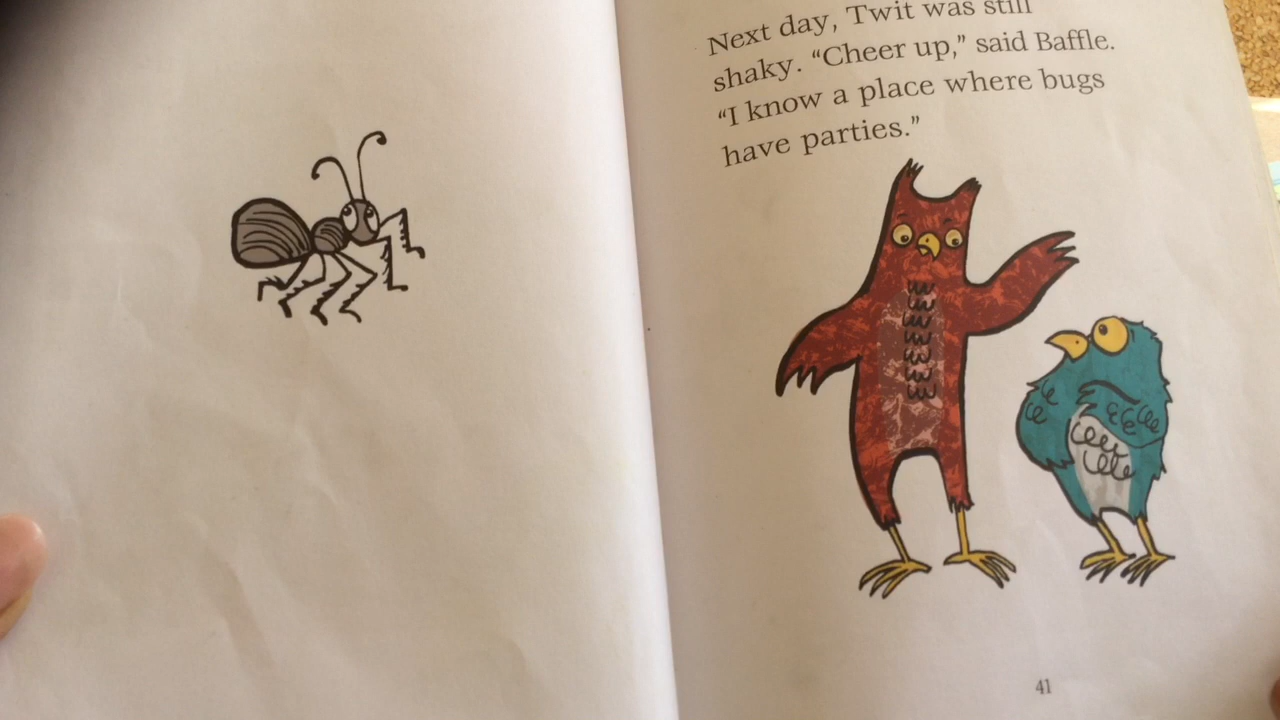 Next day, Twit was still
shaky. “Cheer up,” said Baffle.
“I know a place where bugs
have parties.”
41